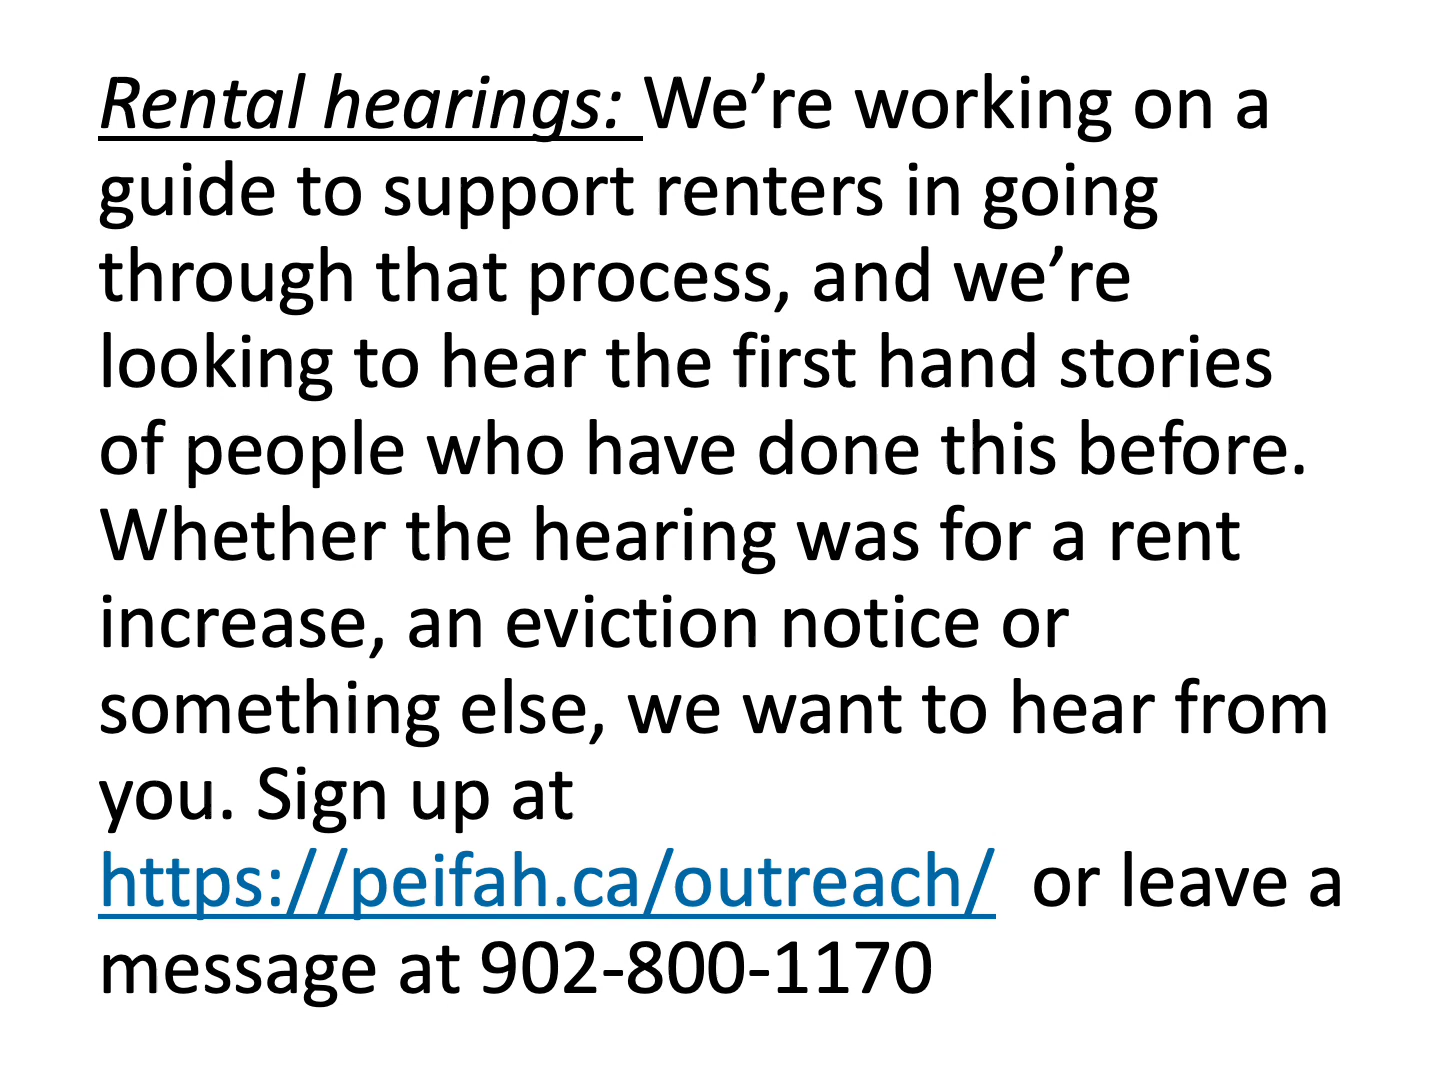 Rental hearings: We’re working on a
guide to support renters in going
through that process, and we’re
looking to hear the first hand stories
of people who have done this before.
Whether the hearing was for a rent
increase, an eviction notice or
something else, we want to hear from
you. Sign up at
https://peifah.ca/outreach/  or leave a
message at 902-800-1170